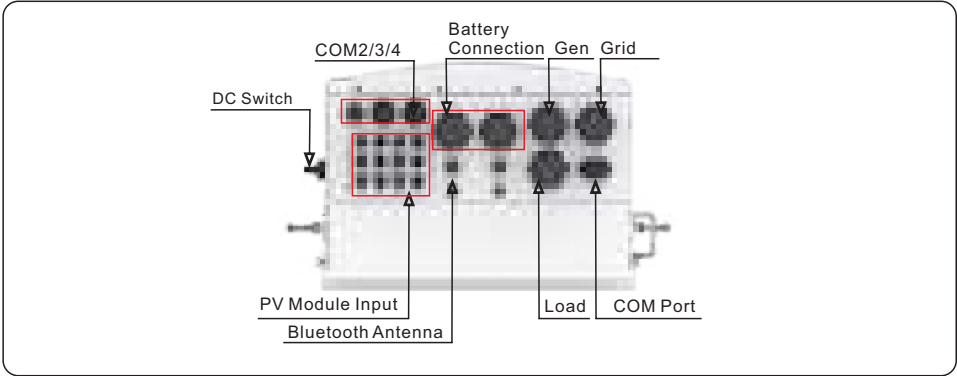 Battery
Connection
Gen
Grid
COM2/3/4
DC Switch
PV Module Input
Load
COM Port
Bluetooth Antenna